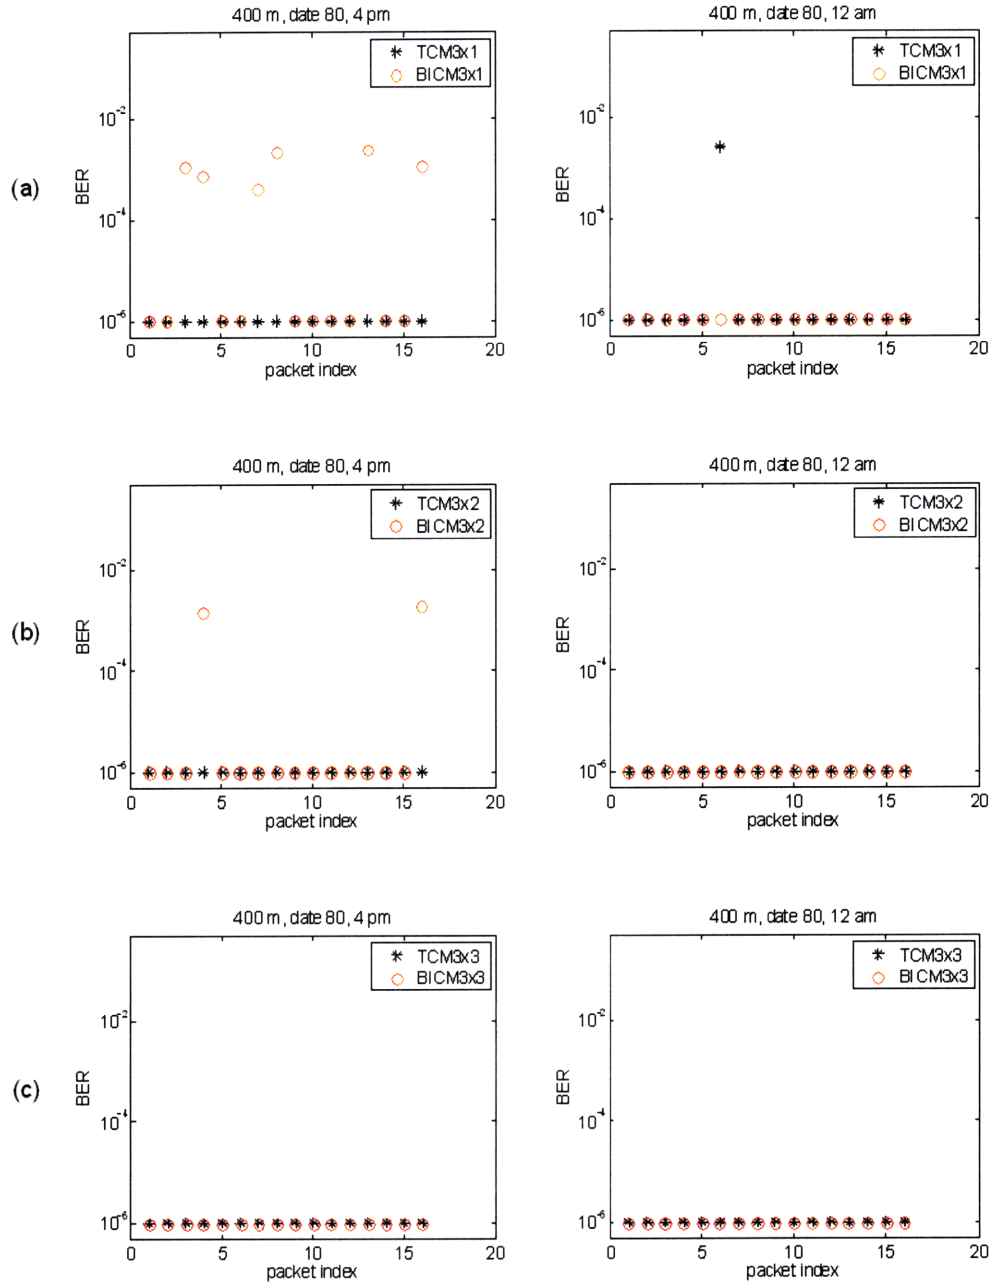 400 m, date 80, 4 pm
TCM3x1
BICM3x1
10^-2
10^-4
10^-6
BER
0 5 10 15 20
packet index
(a)
400 m, date 80, 12 am
TCM3x1
BICM3x1
10^-2
10^-4
10^-6
BER
0 5 10 15 20
packet index
400 m, date 80, 4 pm
TCM3x2
BICM3x2
10^-2
10^-4
10^-6
BER
0 5 10 15 20
packet index
(b)
400 m, date 80, 12 am
TCM3x2
BICM3x2
10^-2
10^-4
10^-6
BER
0 5 10 15 20
packet index
400 m, date 80, 4 pm
TCM3x3
BICM3x3
10^-2
10^-4
10^-6
BER
0 5 10 15 20
packet index
(c)
400 m, date 80, 12 am
TCM3x3
BICM3x3
10^-2
10^-4
10^-6
BER
0 5 10 15 20
packet index